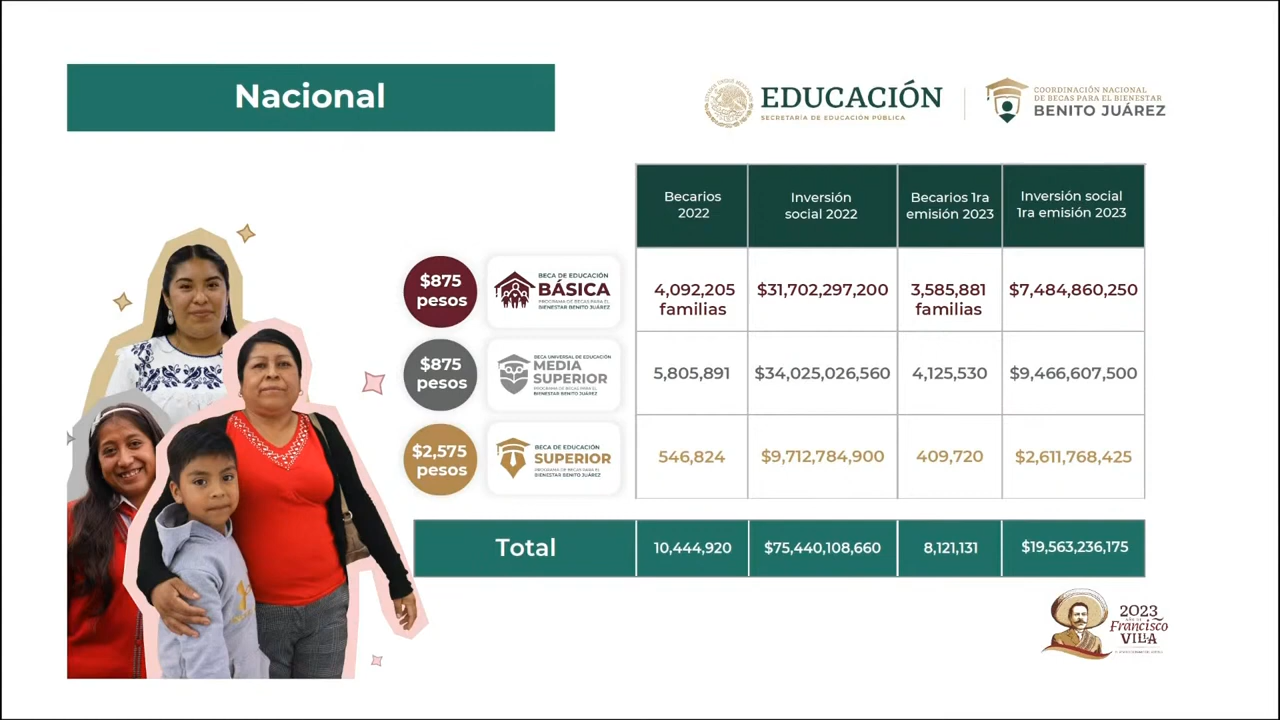 Nacional
EDUCACIÓN
SECRETARÍA DE EDUCACIÓN PÚBLICA
COORDINACIÓN NACIONAL
DE BECAS PARA EL BIENESTAR
BENITO JUÁREZ
Becarios
2022
Inversión
social 2022
Becarios 1ra
emisión 2023
Inversión social
1ra emisión 2023
$875
pesos
BECA DE EDUCACIÓN
BÁSICA
PROGRAMA DE BECAS PARA EL
BIENESTAR BENITO JUÁREZ
4,092,205
familias
$31,702,297,200
3,585,881
familias
$7,484,860,250
$875
pesos
BECA UNIVERSAL DE EDUCACIÓN
MEDIA
SUPERIOR
PROGRAMA DE BECAS PARA EL
BIENESTAR BENITO JUÁREZ
5,805,891
$34,025,026,560
4,125,530
$9,466,607,500
$2,575
pesos
BECA DE EDUCACIÓN
SUPERIOR
PROGRAMA DE BECAS PARA EL
BIENESTAR BENITO JUÁREZ
546,824
$9,712,784,900
409,720
$2,611,768,425
Total
10,444,920
$75,440,108,660
8,121,131
$19,563,236,175
2023
Francisco
VILLA